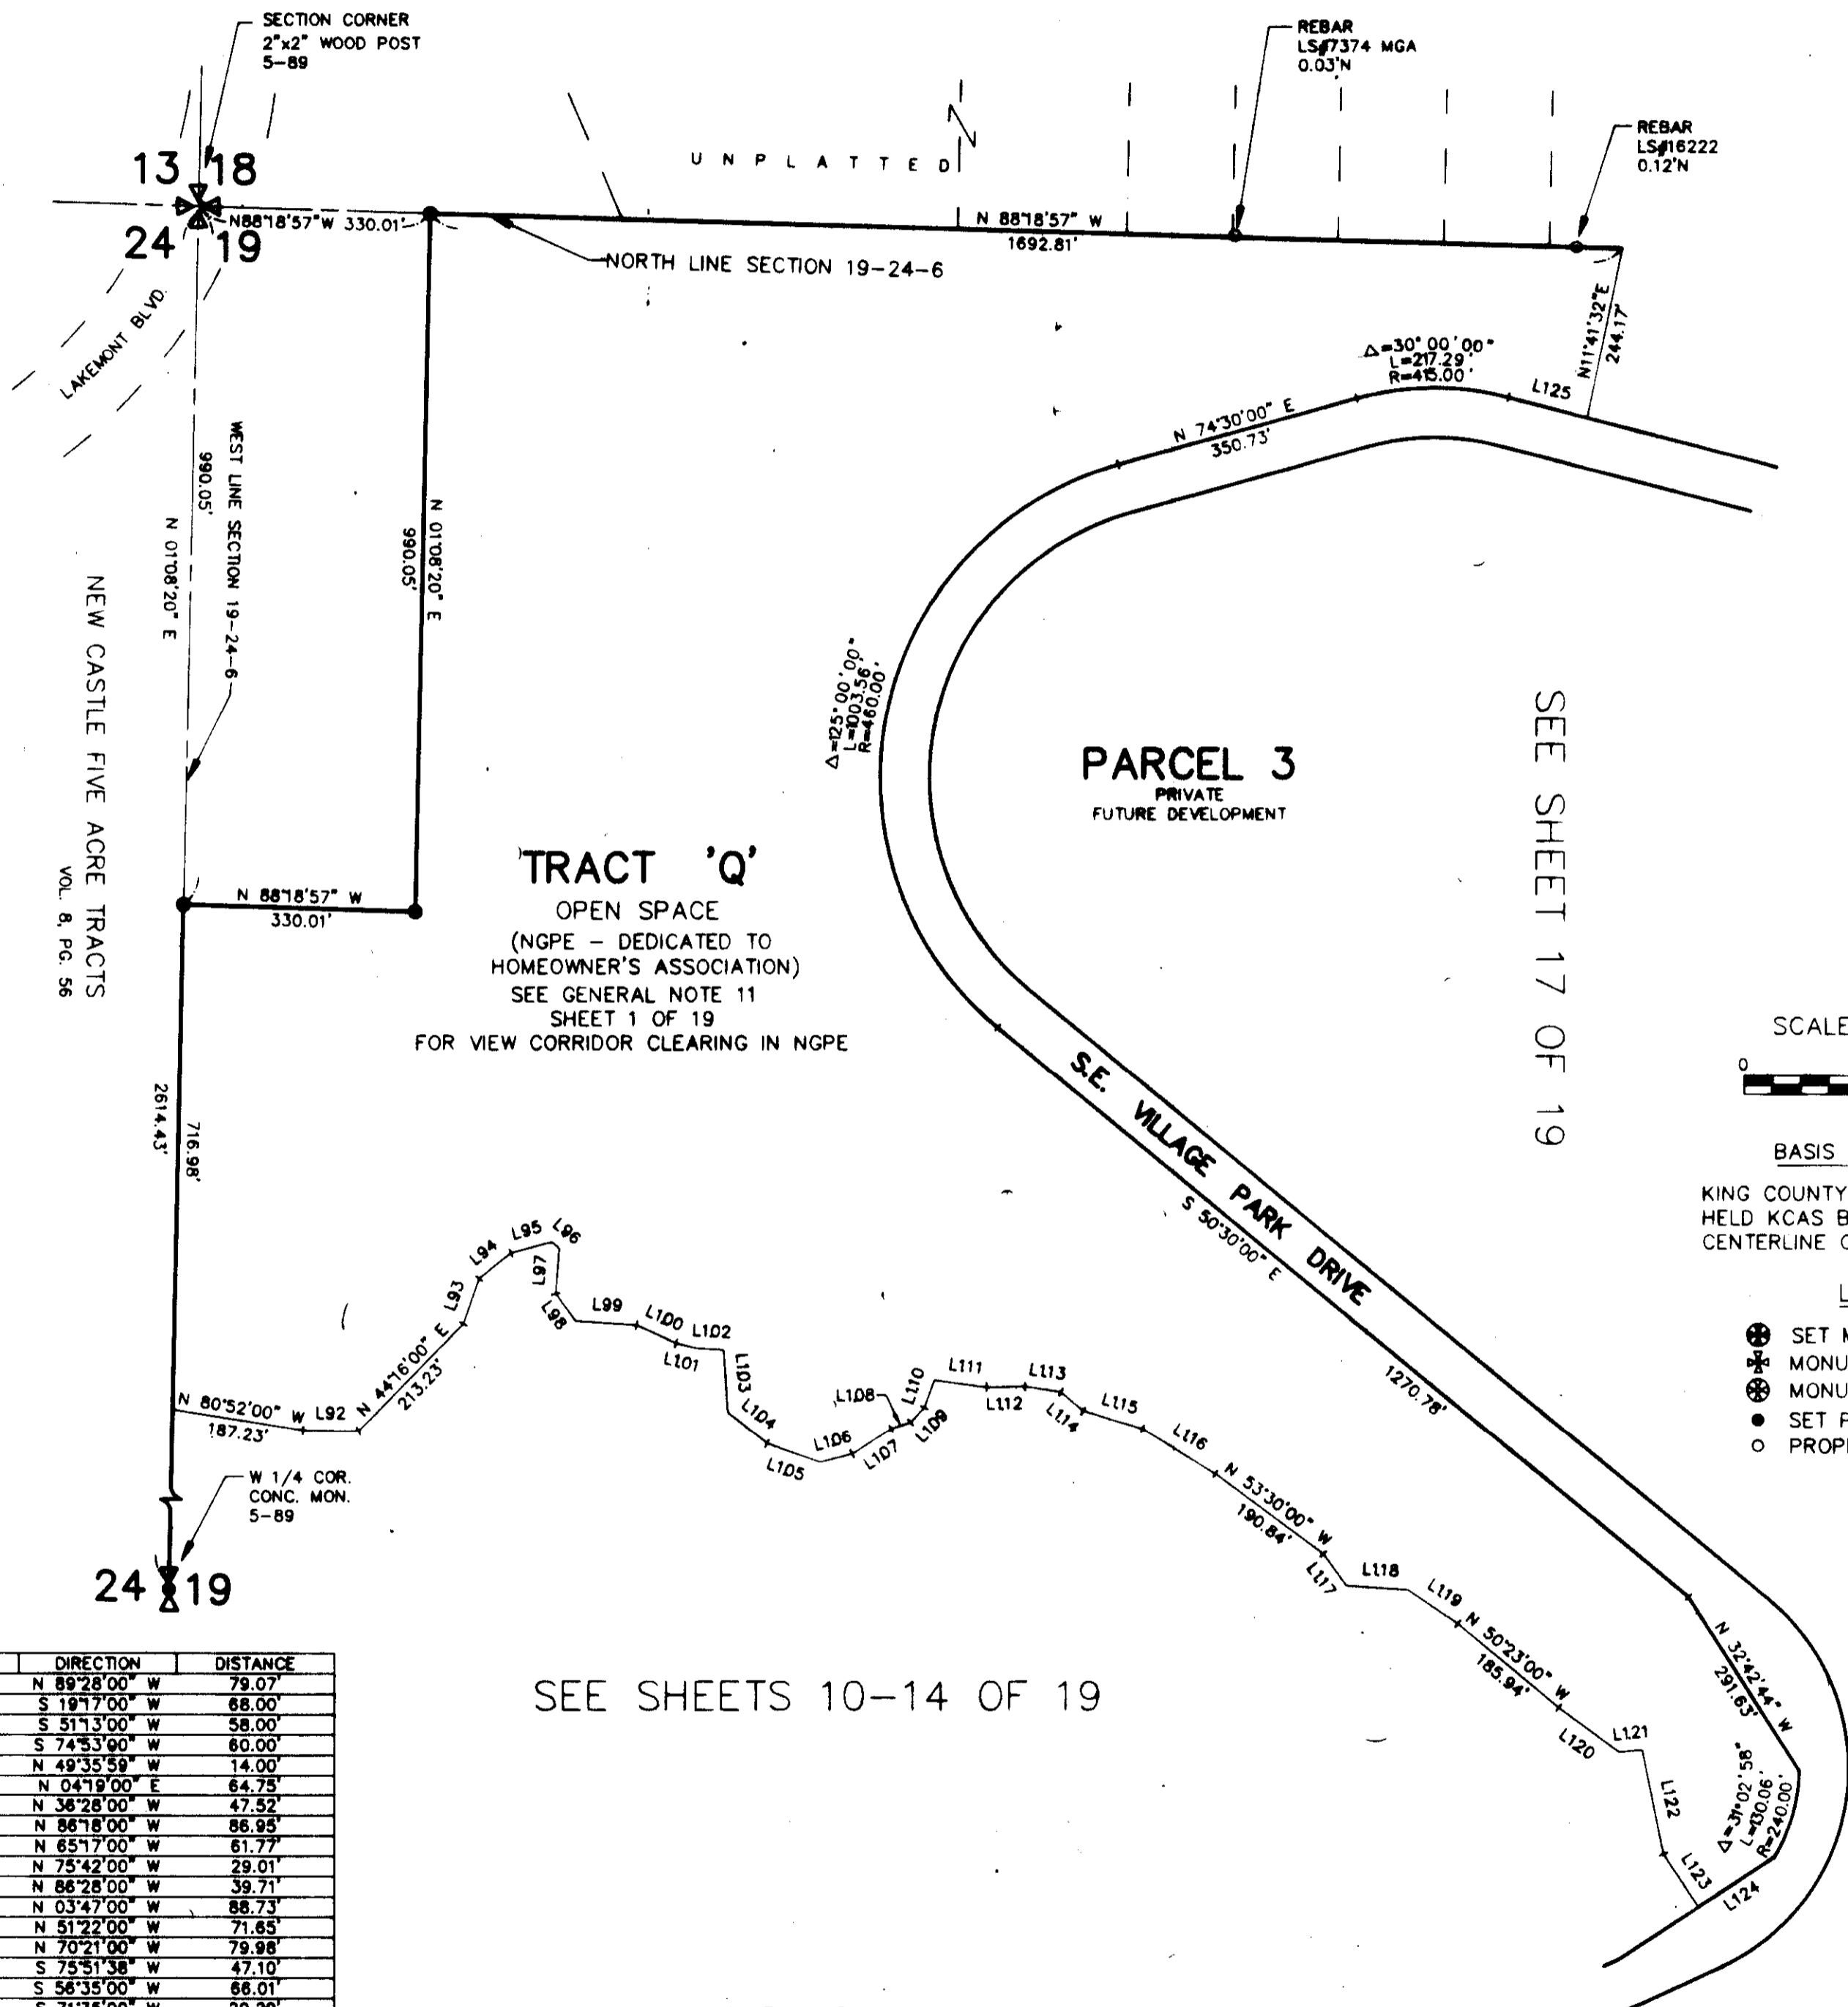 SECTION CORNER
2"x2" WOOD POST
5-89
REBAR
LS#7374 MGA
0.03'N
REBAR
LS#16222
0.12'N
UNPLATTED
13 18
24 19
N88°18'57"W 330.01'
N 88°18'57" W
1692.81'
NORTH LINE SECTION 19-24-6
LAKEMONT BLVD.
N11°41'32"E
244.17'
Δ=30°00'00"
L=217.29'
R=415.00'
L125
N 74°30'00" E
350.73'
WEST LINE SECTION 19-24-6
990.05'
N 01°08'20" E
N 01°08'20" E
990.05'
NEW CASTLE FIVE ACRE TRACTS
VOL. 8, PG. 56
Δ=125°00'00"
L=1003.56'
R=460.00'
PARCEL 3
PRIVATE
FUTURE DEVELOPMENT
SEE SHEET 17 OF 19
N 88°18'57" W
330.01'
TRACT 'Q'
OPEN SPACE
(NGPE - DEDICATED TO
HOMEOWNER'S ASSOCIATION)
SEE GENERAL NOTE 11
SHEET 1 OF 19
FOR VIEW CORRIDOR CLEARING IN NGPE
SCALE
0
BASIS
KING COUNTY
HELD KCAS B
CENTERLINE
SET
MONU
MONU
SET
PROP
2614.43'
716.98'
S.E. VILLAGE PARK DRIVE
S 50°30'00" E
1270.78'
N 80°52'00" W
187.23'
L92
N 44°16'00" E
213.23'
L93
L94
L95
L96
L97
L98
L99
L100
L101
L102
L103
L104
L105
L106
L107
L108
L109
L110
L111
L112
L113
L114
L115
L116
N 53°30'00" W
190.84'
L117
L118
L119
N 50°23'00" W
185.94'
L120
L121
L122
L123
L124
N 32°42'44" W
291.63'
Δ=31°02'58"
L=130.06'
R=240.00'
W 1/4 COR.
CONC. MON.
5-89
24 19
SEE SHEETS 10-14 OF 19
DIRECTION DISTANCE
N 89°28'00" W 79.07'
S 19°17'00" W 68.00'
S 51°13'00" W 58.00'
S 74°53'00" W 60.00'
N 49°35'59" W 14.00'
N 04°19'00" E 64.75'
N 36°28'00" W 47.52'
N 86°18'00" W 86.95'
N 65°17'00" W 61.77'
N 75°42'00" W 29.01'
N 86°28'00" W 39.71'
N 03°47'00" W 88.73'
N 51°22'00" W 71.65'
N 70°21'00" W 79.98'
S 75°51'38" W 47.10'
S 56°35'00" W 66.01'